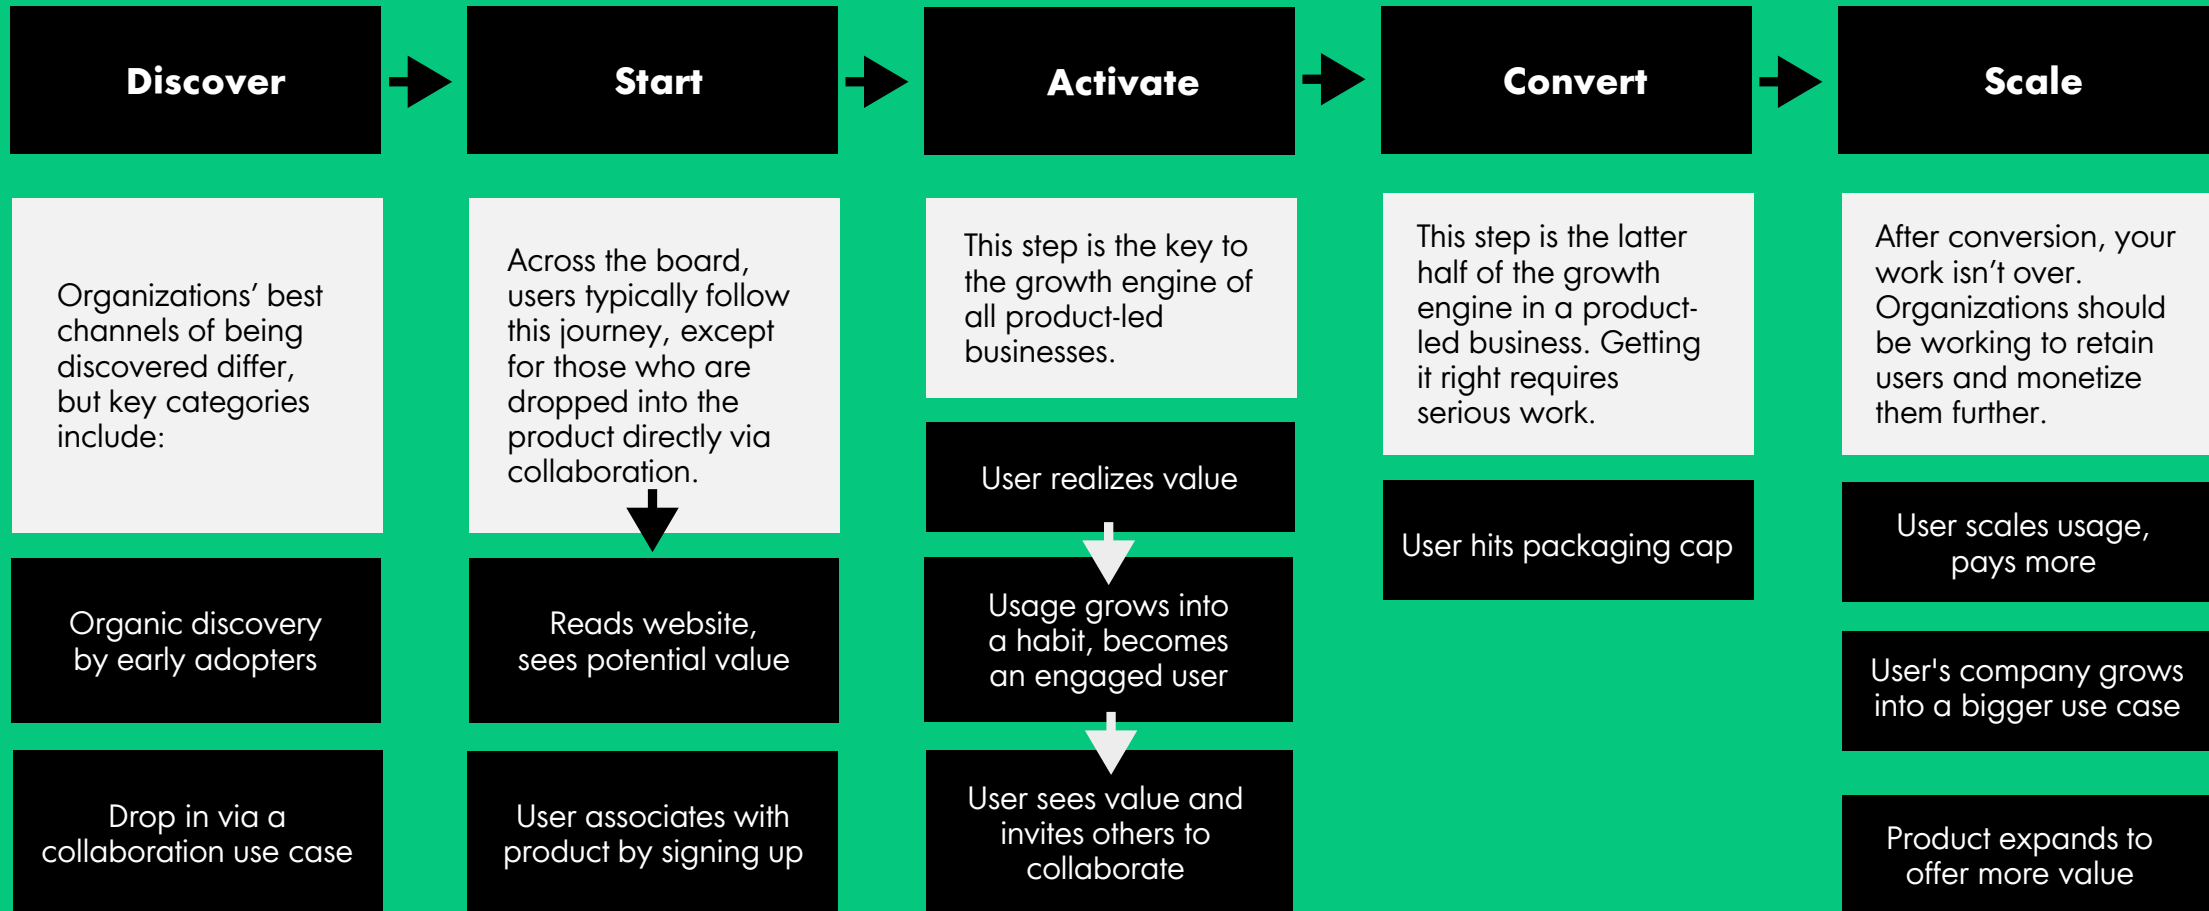 Discover
Start
Activate
Convert
Scale
Organizations’ best
channels of being
discovered differ,
but key categories
include:
Organic discovery
by early adopters
Drop in via a
collaboration use case
Across the board,
users typically follow
this journey, except
for those who are
dropped into the
product directly via
collaboration.
Reads website,
sees potential value
User associates with
product by signing up
This step is the key to
the growth engine of
all product-led
businesses.
User realizes value
Usage grows into
a habit, becomes
an engaged user
User sees value and
invites others to
collaborate
This step is the latter
half of the growth
engine in a product-
led business. Getting
it right requires
serious work.
User hits packaging cap
After conversion, your
work isn’t over.
Organizations should
be working to retain
users and monetize
them further.
User scales usage,
pays more
User's company grows
into a bigger use case
Product expands to
offer more value